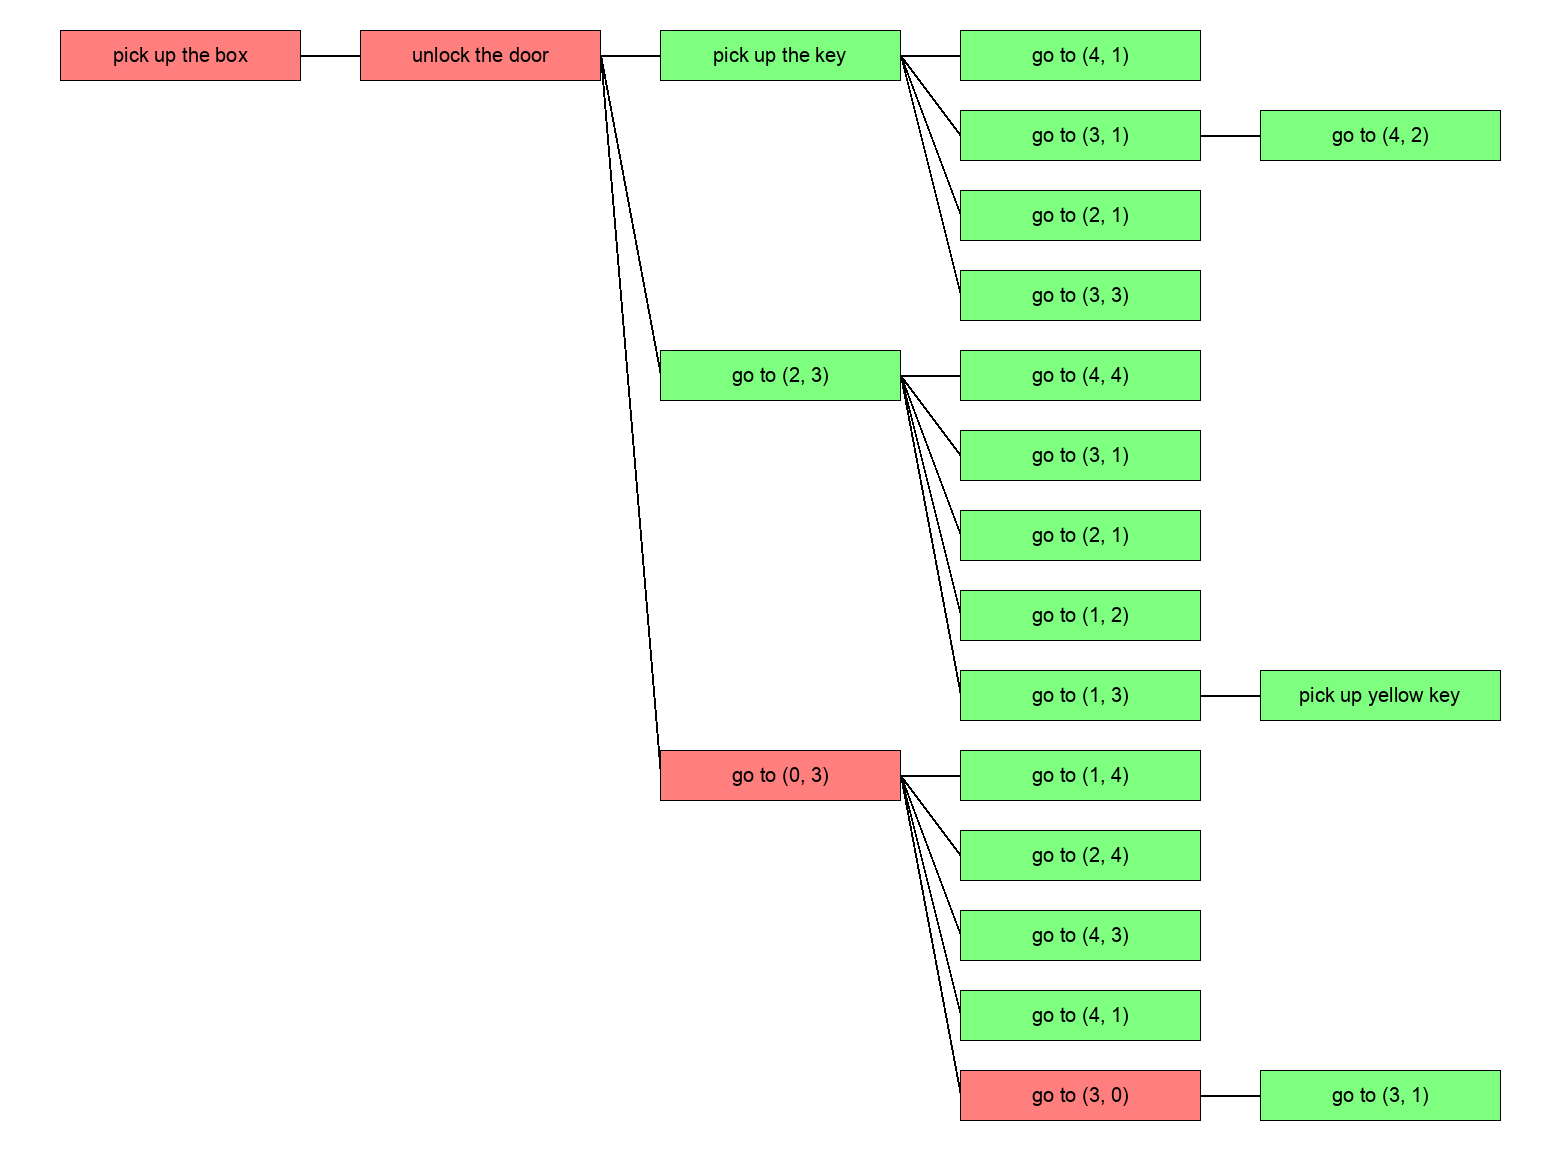 pick up the box
unlock the door
pick up the key
go to (4, 1)
go to (3, 1)
go to (4, 2)
go to (2, 1)
go to (3, 3)
go to (2, 3)
go to (4, 4)
go to (3, 1)
go to (2, 1)
go to (1, 2)
go to (1, 3)
pick up yellow key
go to (0, 3)
go to (1, 4)
go to (2, 4)
go to (4, 3)
go to (4, 1)
go to (3, 0)
go to (3, 1)